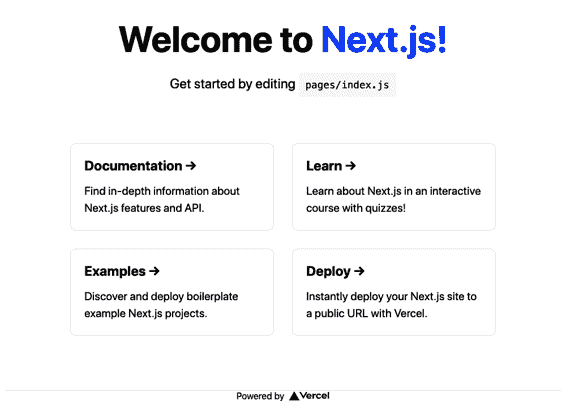 Welcome to Next.js!
Get started by editing pages/index.js
Documentation →
Find in-depth information about
Next.js features and API.
Learn →
Learn about Next.js in an interactive
course with quizzes!
Examples →
Discover and deploy boilerplate
example Next.js projects.
Deploy →
Instantly deploy your Next.js site to
a public URL with Vercel.
Powered by Vercel